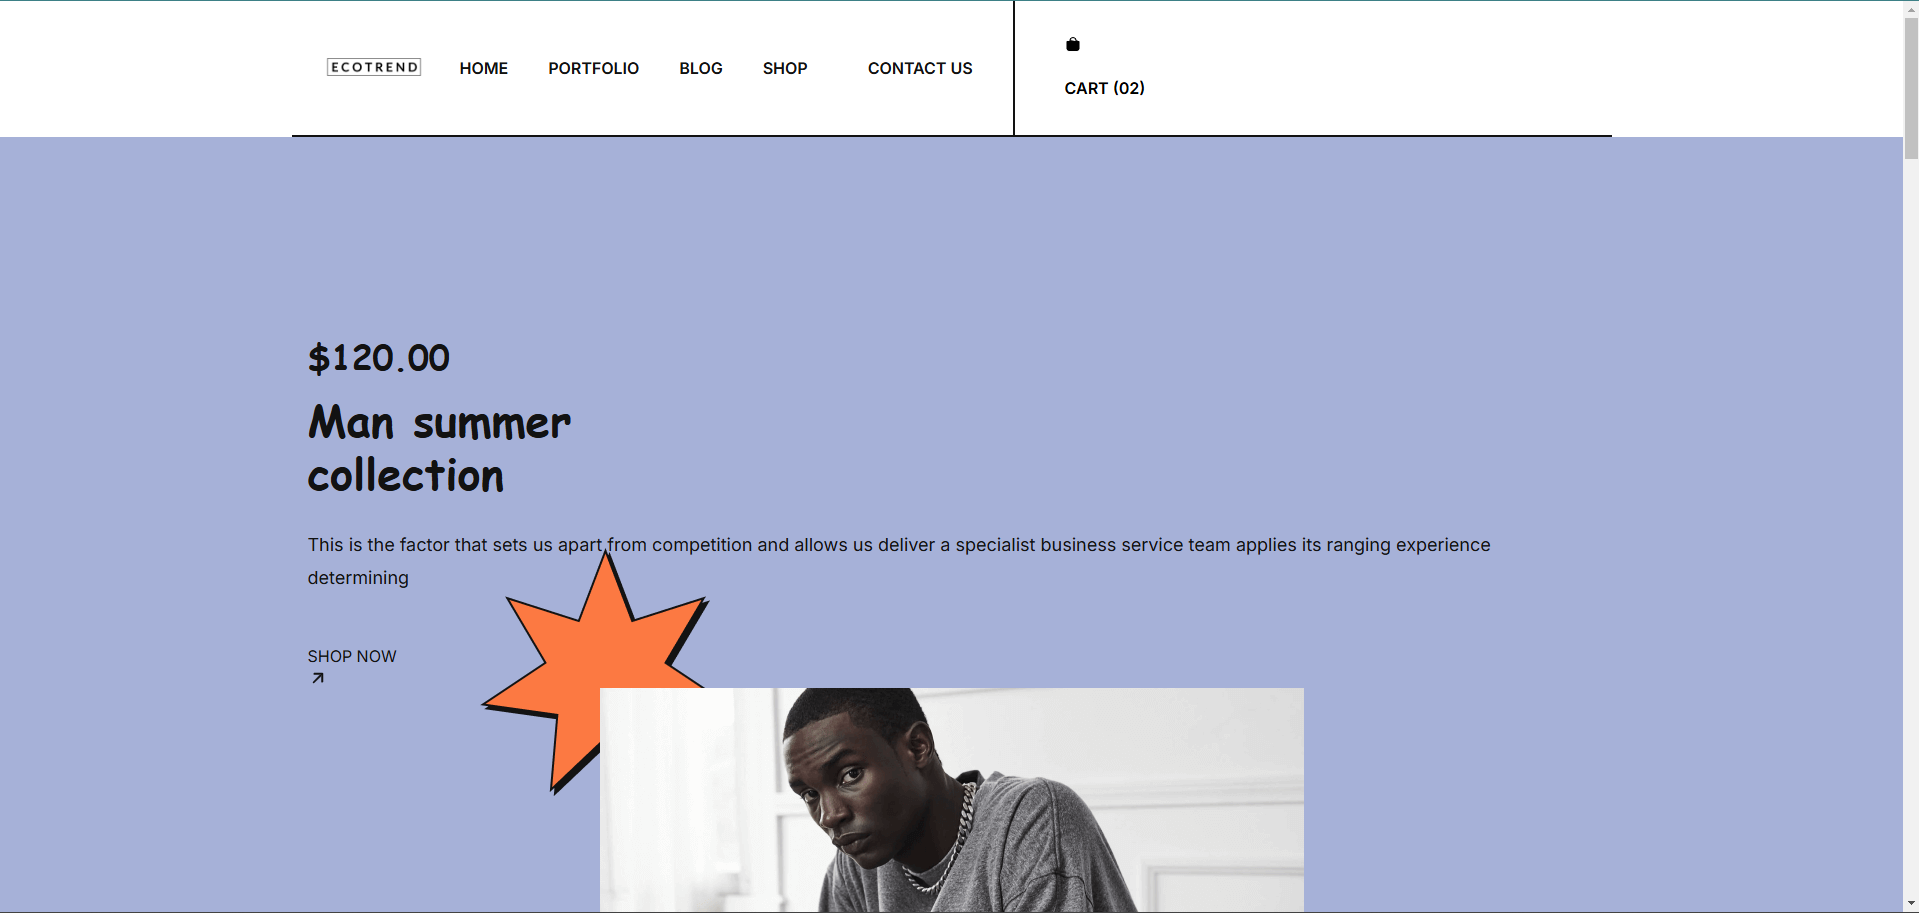 ECOTREND
HOME
PORTFOLIO
BLOG
SHOP
CONTACT US
CART (02)
$120.00
Man summer
collection
This is the factor that sets us apart from competition and allows us deliver a specialist business service team applies its ranging experience
determining
SHOP NOW